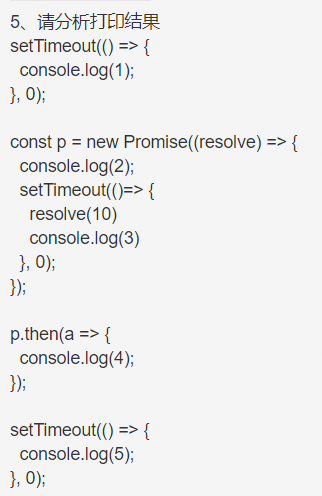 5、请分析打印结果
setTimeout(() => {
  console.log(1);
}, 0);

const p = new Promise((resolve) => {
  console.log(2);
  setTimeout(()=> {
    resolve(10)
    console.log(3)
  }, 0);
});

p.then(a => {
  console.log(4);
});

setTimeout(() => {
  console.log(5);
}, 0);